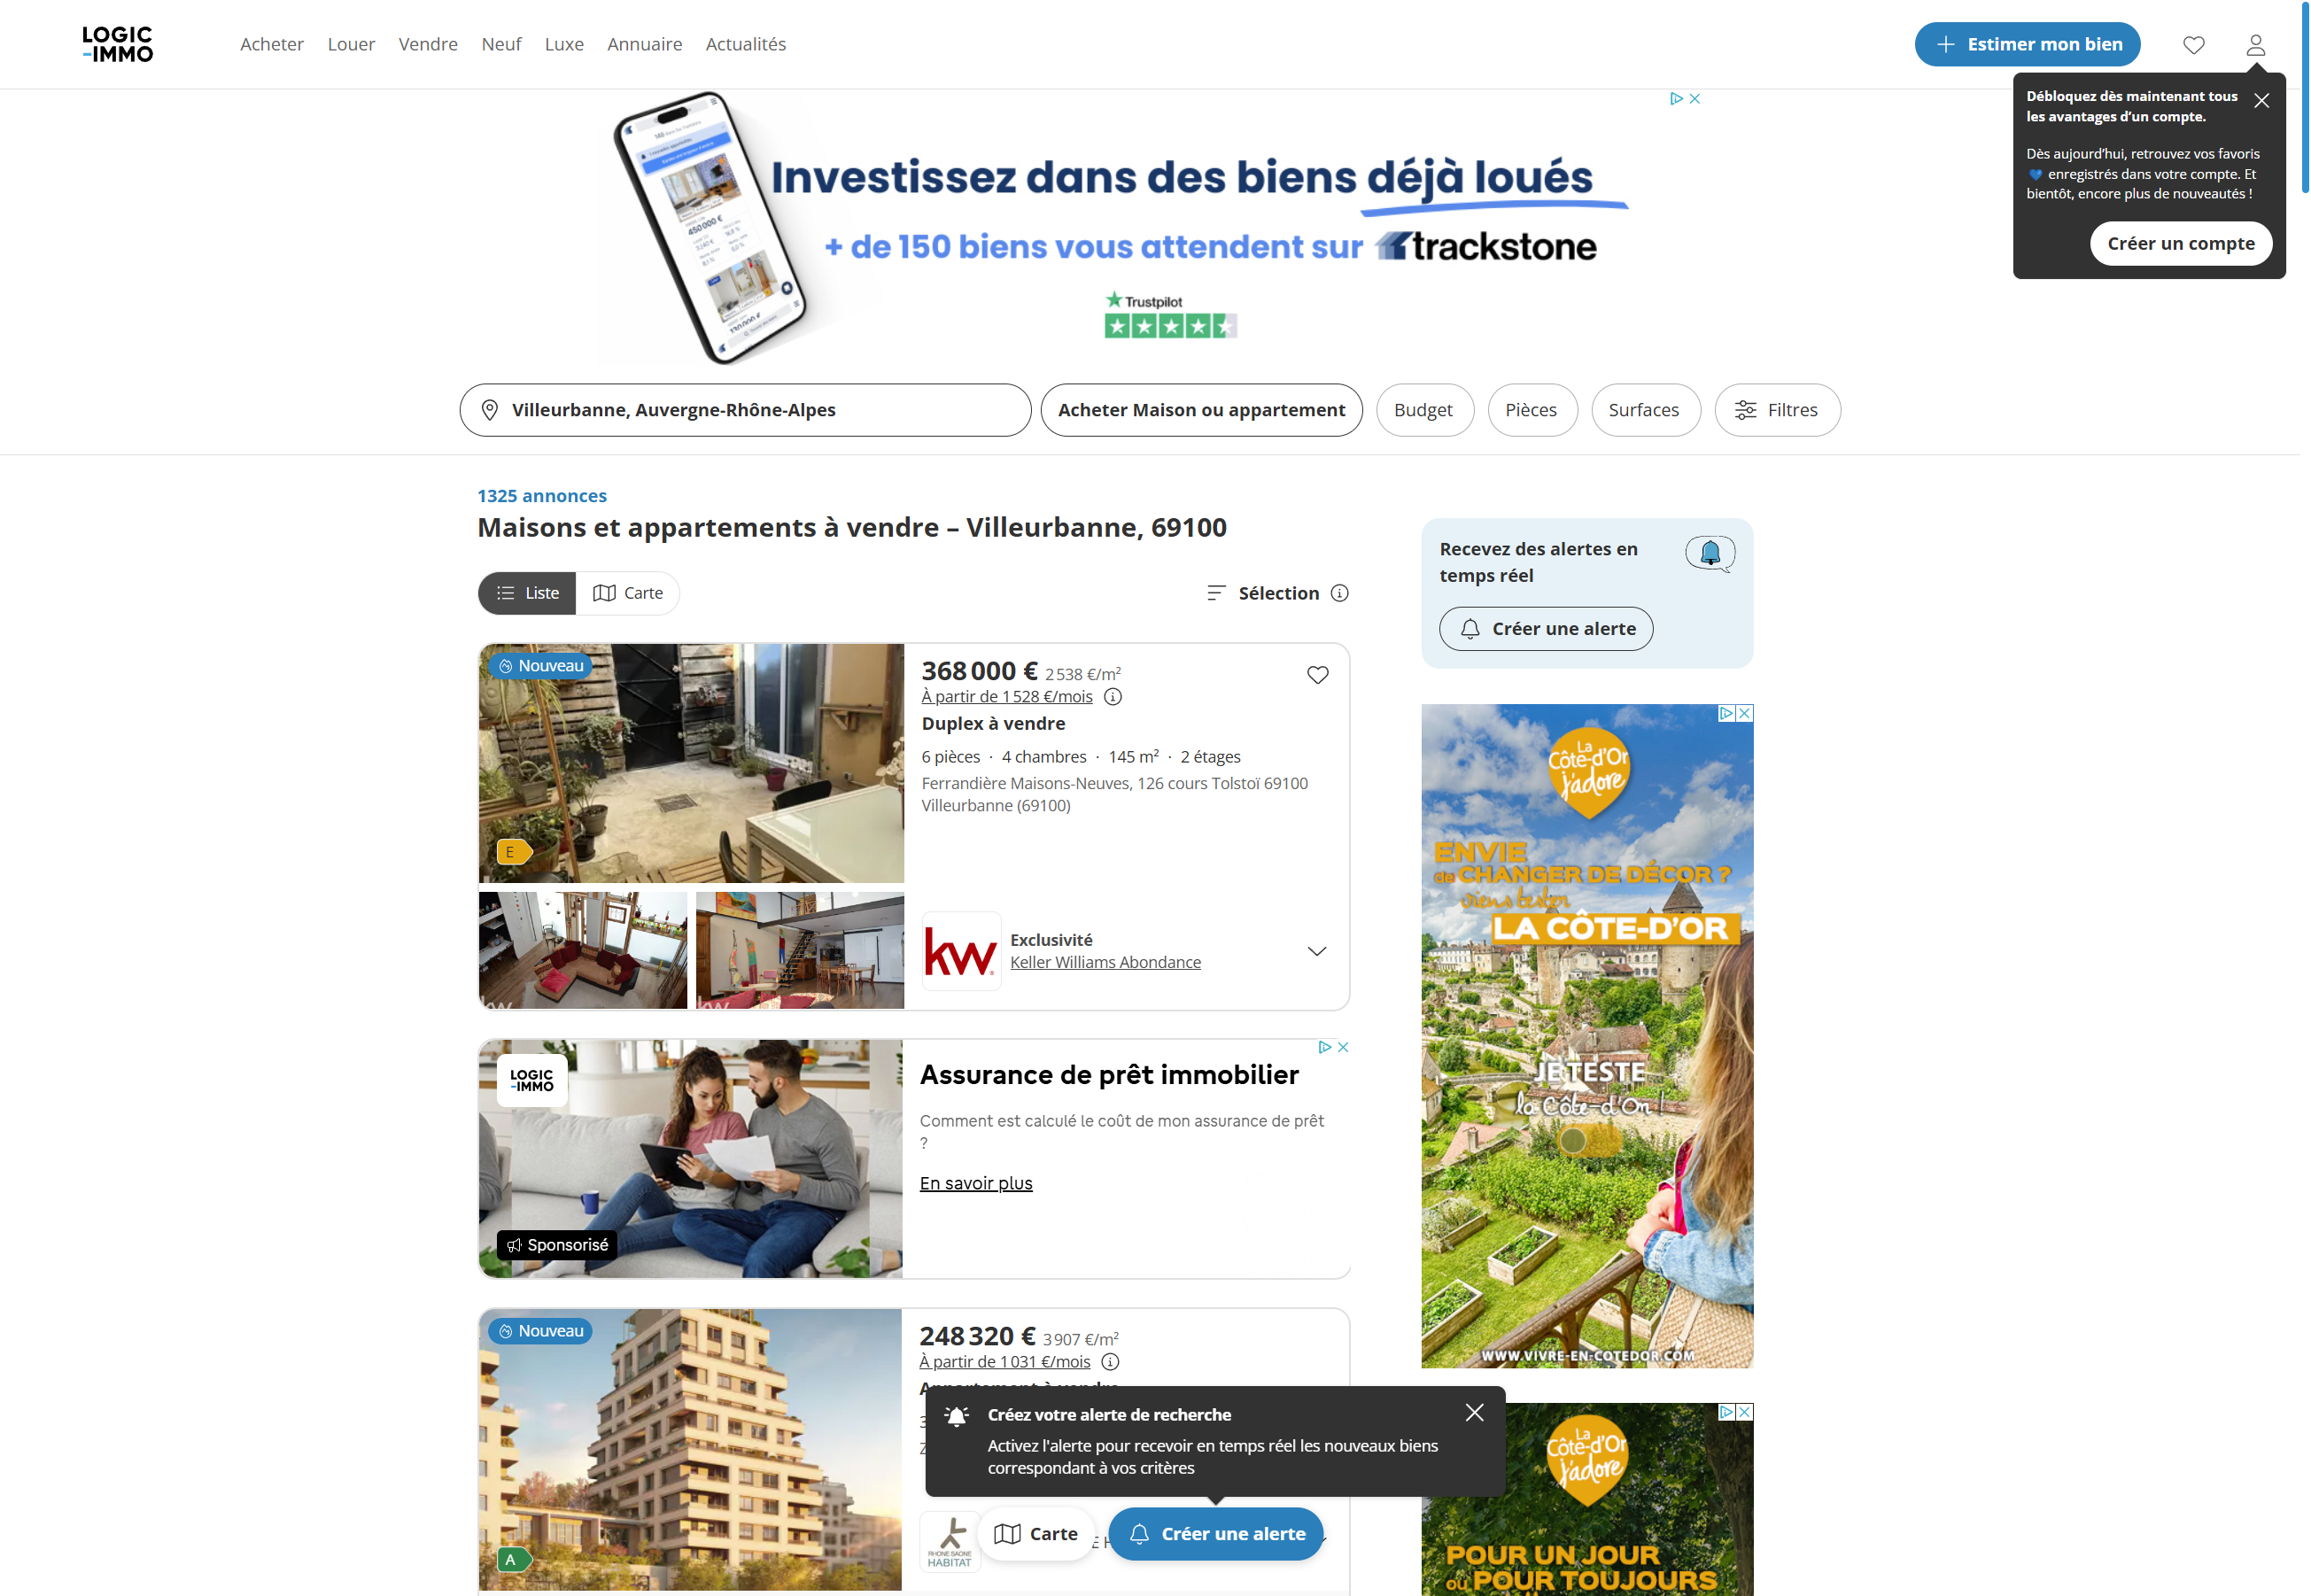 LOGIC
-IMMO
Acheter
Louer
Vendre
Neuf
Luxe
Annuaire
Actualités
Estimer mon bien
Débloquez dès maintenant tous
les avantages d’un compte.
Dès aujourd’hui, retrouvez vos favoris
💙 enregistrés dans votre compte. Et
bientôt, encore plus de nouveautés !
Créer un compte
Investissez dans des biens déjà loués
+ de 150 biens vous attendent sur trackstone
Trustpilot
450 000 €
Villeurbanne, Auvergne-Rhône-Alpes
Acheter Maison ou appartement
Budget
Pièces
Surfaces
Filtres
1325 annonces
Maisons et appartements à vendre – Villeurbanne, 69100
Liste
Carte
Sélection
Recevez des alertes en
temps réel
Créer une alerte
Nouveau
E
368 000 € 2 538 €/m²
À partir de 1 528 €/mois
Duplex à vendre
6 pièces · 4 chambres · 145 m² · 2 étages
Ferrandière Maisons-Neuves, 126 cours Tolstoï 69100
Villeurbanne (69100)
kw
kw
kw
Exclusivité
Keller Williams Abondance
La
Côte-d'Or
j'adore
ENVIE
de CHANGER DE DÉCOR ?
viens tester
LA CÔTE-D'OR
JE TESTE
la Côte-d'Or !
WWW.VIVRE-EN-COTEDOR.COM
LOGIC
-IMMO
Sponsorisé
Assurance de prêt immobilier
Comment est calculé le coût de mon assurance de prêt
?
En savoir plus
Nouveau
A
248 320 € 3 907 €/m²
À partir de 1 031 €/mois
Appartement à vendre
Créez votre alerte de recherche
Activez l'alerte pour recevoir en temps réel les nouveaux biens
correspondant à vos critères
RHONE SAONE
HABITAT
Carte
Créer une alerte
La
Côte-d'Or
j'adore
POUR UN JOUR
ou POUR TOUJOURS